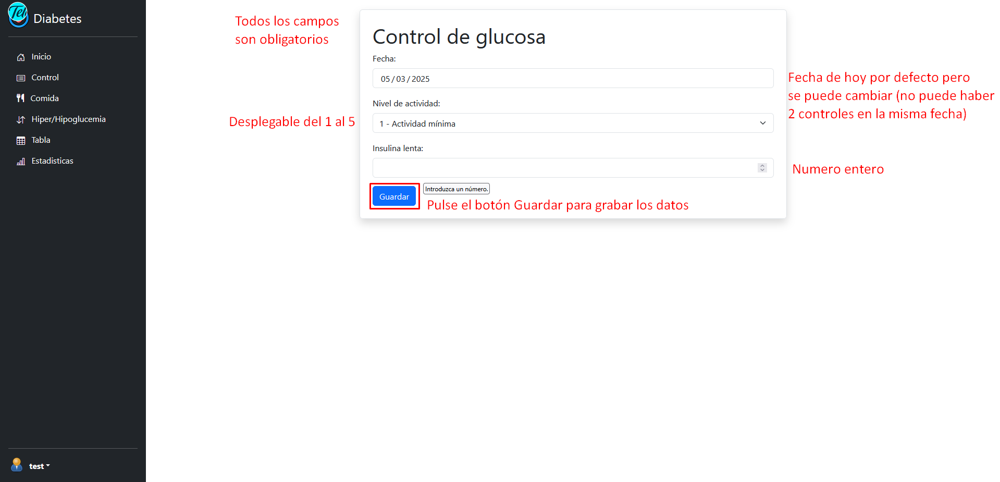 Tel
Diabetes
Inicio
Control
Comida
Hiper/Hipoglucemia
Tabla
Estadisticas
test
Todos los campos
son obligatorios
Control de glucosa
Fecha:
05/03/2025
Fecha de hoy por defecto pero
se puede cambiar (no puede haber
2 controles en la misma fecha)
Nivel de actividad:
Desplegable del 1 al 5
1 - Actividad mínima
Insulina lenta:
Numero entero
Guardar
Introduzca un número.
Pulse el botón Guardar para grabar los datos